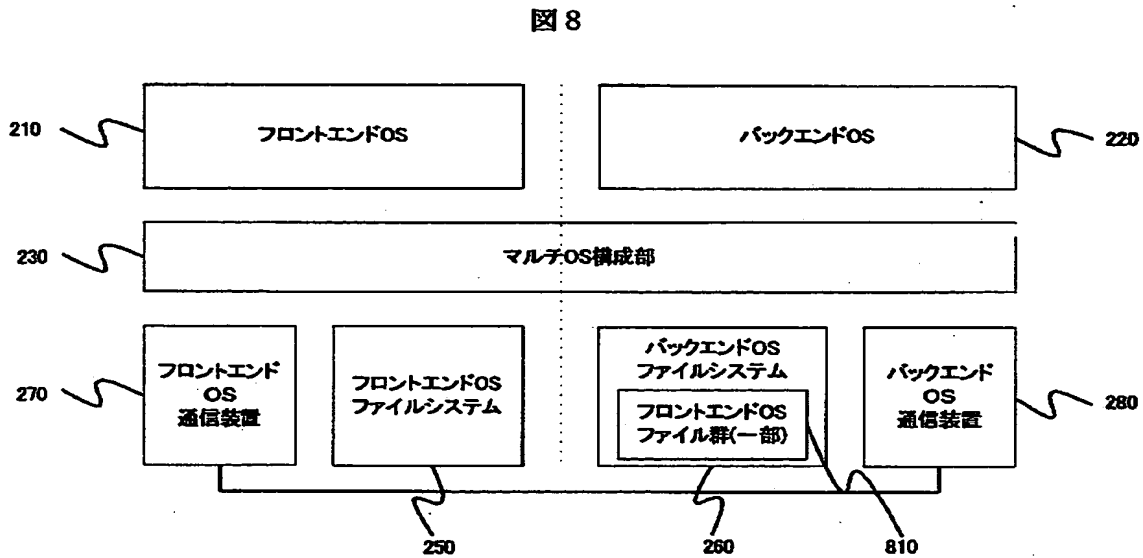 図8
210
フロントエンドOS
バックエンドOS
220
230
マルチOS構成部
270
フロントエンド
OS
通信装置
フロントエンドOS
ファイルシステム
バックエンドOS
ファイルシステム
フロントエンドOS
ファイル群(一部)
バックエンド
OS
通信装置
280
250
260
810